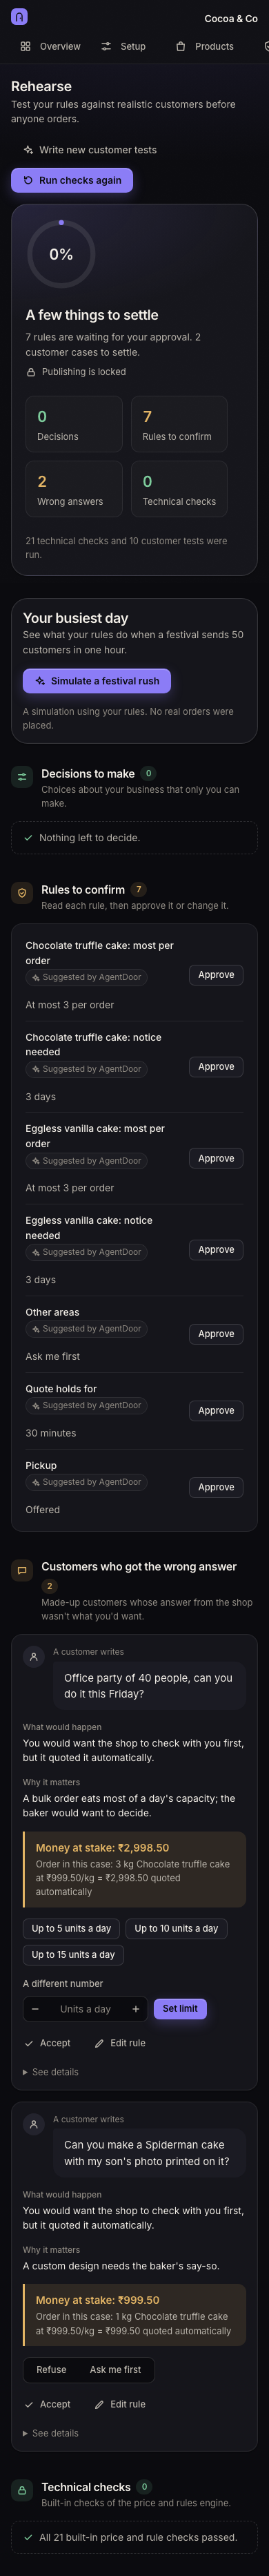 Cocoa & Co
Overview
Setup
Products
Rehearse
Test your rules against realistic customers before
anyone orders.
Write new customer tests
Run checks again
0%
A few things to settle
7 rules are waiting for your approval. 2
customer cases to settle.
Publishing is locked
0
Decisions
7
Rules to confirm
2
Wrong answers
0
Technical checks
21 technical checks and 10 customer tests were
run.
Your busiest day
See what your rules do when a festival sends 50
customers in one hour.
Simulate a festival rush
A simulation using your rules. No real orders were
placed.
Decisions to make 0
Choices about your business that only you can
make.
Nothing left to decide.
Rules to confirm 7
Read each rule, then approve it or change it.
Chocolate truffle cake: most per
order
Suggested by AgentDoor
Approve
At most 3 per order
Chocolate truffle cake: notice
needed
Suggested by AgentDoor
Approve
3 days
Eggless vanilla cake: most per
order
Suggested by AgentDoor
Approve
At most 3 per order
Eggless vanilla cake: notice
needed
Suggested by AgentDoor
Approve
3 days
Other areas
Suggested by AgentDoor
Approve
Ask me first
Quote holds for
Suggested by AgentDoor
Approve
30 minutes
Pickup
Suggested by AgentDoor
Approve
Offered
Customers who got the wrong answer
2
Made-up customers whose answer from the shop
wasn't what you'd want.
A customer writes
Office party of 40 people, can you
do it this Friday?
What would happen
You would want the shop to check with you first,
but it quoted it automatically.
Why it matters
A bulk order eats most of a day's capacity; the
baker would want to decide.
Money at stake: ₹2,998.50
Order in this case: 3 kg Chocolate truffle cake
at ₹999.50/kg = ₹2,998.50 quoted
automatically
Up to 5 units a day
Up to 10 units a day
Up to 15 units a day
A different number
− Units a day +
Set limit
Accept
Edit rule
See details
A customer writes
Can you make a Spiderman cake
with my son's photo printed on it?
What would happen
You would want the shop to check with you first,
but it quoted it automatically.
Why it matters
A custom design needs the baker's say-so.
Money at stake: ₹999.50
Order in this case: 1 kg Chocolate truffle cake
at ₹999.50/kg = ₹999.50 quoted automatically
Refuse
Ask me first
Accept
Edit rule
See details
Technical checks 0
Built-in checks of the price and rules engine.
All 21 built-in price and rule checks passed.